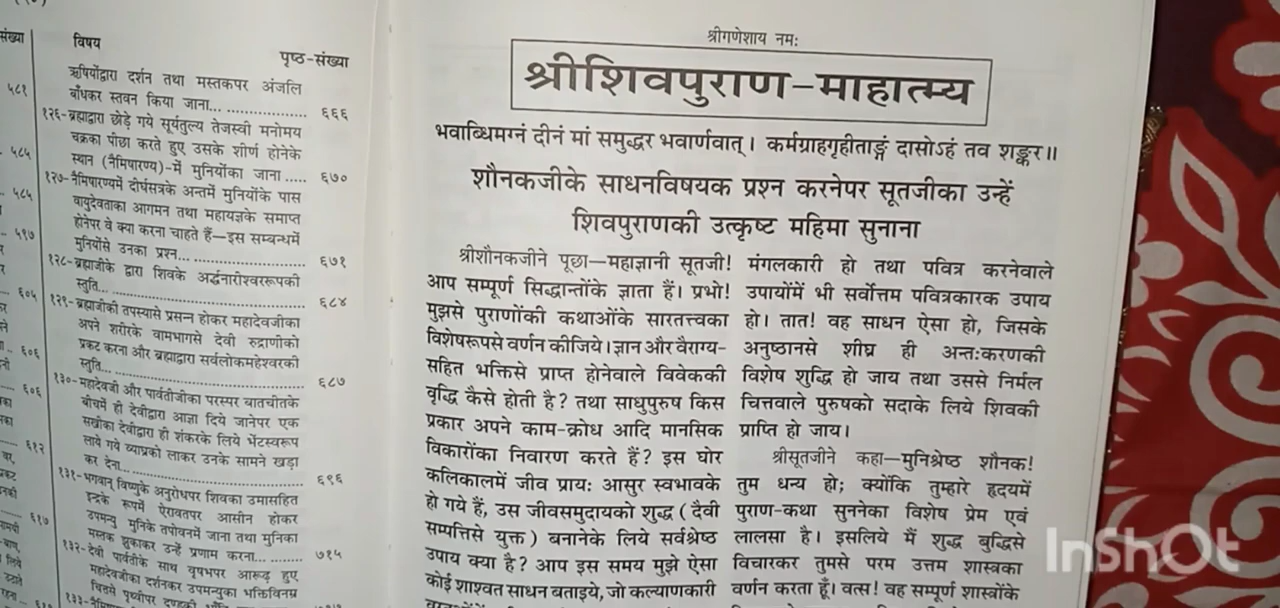 संख्या
५८१
५८५
५८५
५९७
६०५
६०६
६०६
६१२
६१७
विषय
पृष्ठ-संख्या
ऋषियोंद्वारा दर्शन तथा मस्तकपर अंजलि
बाँधकर स्तवन किया जाना... .................. ६६६
१२६-ब्रह्माद्वारा छोड़े गये सूर्यतुल्य तेजस्वी मनोमय
चक्रका पीछा करते हुए उसके शीर्ण होनेके
स्थान (नैमिषारण्य)-में मुनियोंका जाना ..... ६७०
१२७-नैमिषारण्यमें दीर्घसत्रके अन्तमें मुनियोंके पास
वायुदेवताका आगमन तथा महायज्ञके समाप्त
होनेपर वे क्या करना चाहते हैं—इस सम्बन्धमें
मुनियोंसे उनका प्रश्न... ......................... ६७१
१२८-ब्रह्माजीके द्वारा शिवके अर्द्धनारीश्वररूपकी
स्तुति... ........................................ ६८४
१२९-ब्रह्माजीकी तपस्यासे प्रसन्न होकर महादेवजीका
अपने शरीरके वामभागसे देवी रुद्राणीको
प्रकट करना और ब्रह्माद्वारा सर्वलोकमहेश्वरकी
स्तुति... ........................................ ६८७
१३०-महादेवजी और पार्वतीजीका परस्पर बातचीतके
बीचमें ही देवीद्वारा आज्ञा दिये जानेपर एक
सखीका देवीद्वारा ही शंकरके लिये भेंटस्वरूप
लाये गये व्याघ्रको लाकर उनके सामने खड़ा
कर देना... ..................................... ६९६
१३१-भगवान् विष्णुके अनुरोधपर शिवका उमासहित
इन्द्रके रूपमें ऐरावतपर आसीन होकर
उपमन्यु मुनिके तपोवनमें जाना तथा मुनिका
मस्तक झुकाकर उन्हें प्रणाम करना... ........ ७१५
१३२-देवी पार्वतीके साथ वृषभपर आरूढ़ हुए
महादेवजीका दर्शनकर उपमन्युका भक्तिविनम्र
चित्तसे पृथ्वीपर दण्डकी भाँति
श्रीगणेशाय नमः
श्रीशिवपुराण-माहात्म्य
भवाब्धिमग्नं दीनं मां समुद्धर भवार्णवात्। कर्मग्राहगृहीताङ्गं दासोऽहं तव शङ्कर॥
शौनकजीके साधनविषयक प्रश्न करनेपर सूतजीका उन्हें
शिवपुराणकी उत्कृष्ट महिमा सुनाना
श्रीशौनकजीने पूछा—महाज्ञानी सूतजी!
आप सम्पूर्ण सिद्धान्तोंके ज्ञाता हैं। प्रभो!
मुझसे पुराणोंकी कथाओंके सारतत्त्वका
विशेषरूपसे वर्णन कीजिये। ज्ञान और वैराग्य-
सहित भक्तिसे प्राप्त होनेवाले विवेककी
वृद्धि कैसे होती है? तथा साधुपुरुष किस
प्रकार अपने काम-क्रोध आदि मानसिक
विकारोंका निवारण करते हैं? इस घोर
कलिकालमें जीव प्रायः आसुर स्वभावके
हो गये हैं, उस जीवसमुदायको शुद्ध (दैवी
सम्पत्तिसे युक्त) बनानेके लिये सर्वश्रेष्ठ
उपाय क्या है? आप इस समय मुझे ऐसा
कोई शाश्वत साधन बताइये, जो कल्याणकारी
मंगलकारी हो तथा पवित्र करनेवाले
उपायोंमें भी सर्वोत्तम पवित्रकारक उपाय
हो। तात! वह साधन ऐसा हो, जिसके
अनुष्ठानसे शीघ्र ही अन्तःकरणकी
विशेष शुद्धि हो जाय तथा उससे निर्मल
चित्तवाले पुरुषको सदाके लिये शिवकी
प्राप्ति हो जाय।
श्रीसूतजीने कहा—मुनिश्रेष्ठ शौनक!
तुम धन्य हो; क्योंकि तुम्हारे हृदयमें
पुराण-कथा सुननेका विशेष प्रेम एवं
लालसा है। इसलिये मैं शुद्ध बुद्धिसे
विचारकर तुमसे परम उत्तम शास्त्रका
वर्णन करता हूँ। वत्स! वह सम्पूर्ण शास्त्रोंके
InShOt